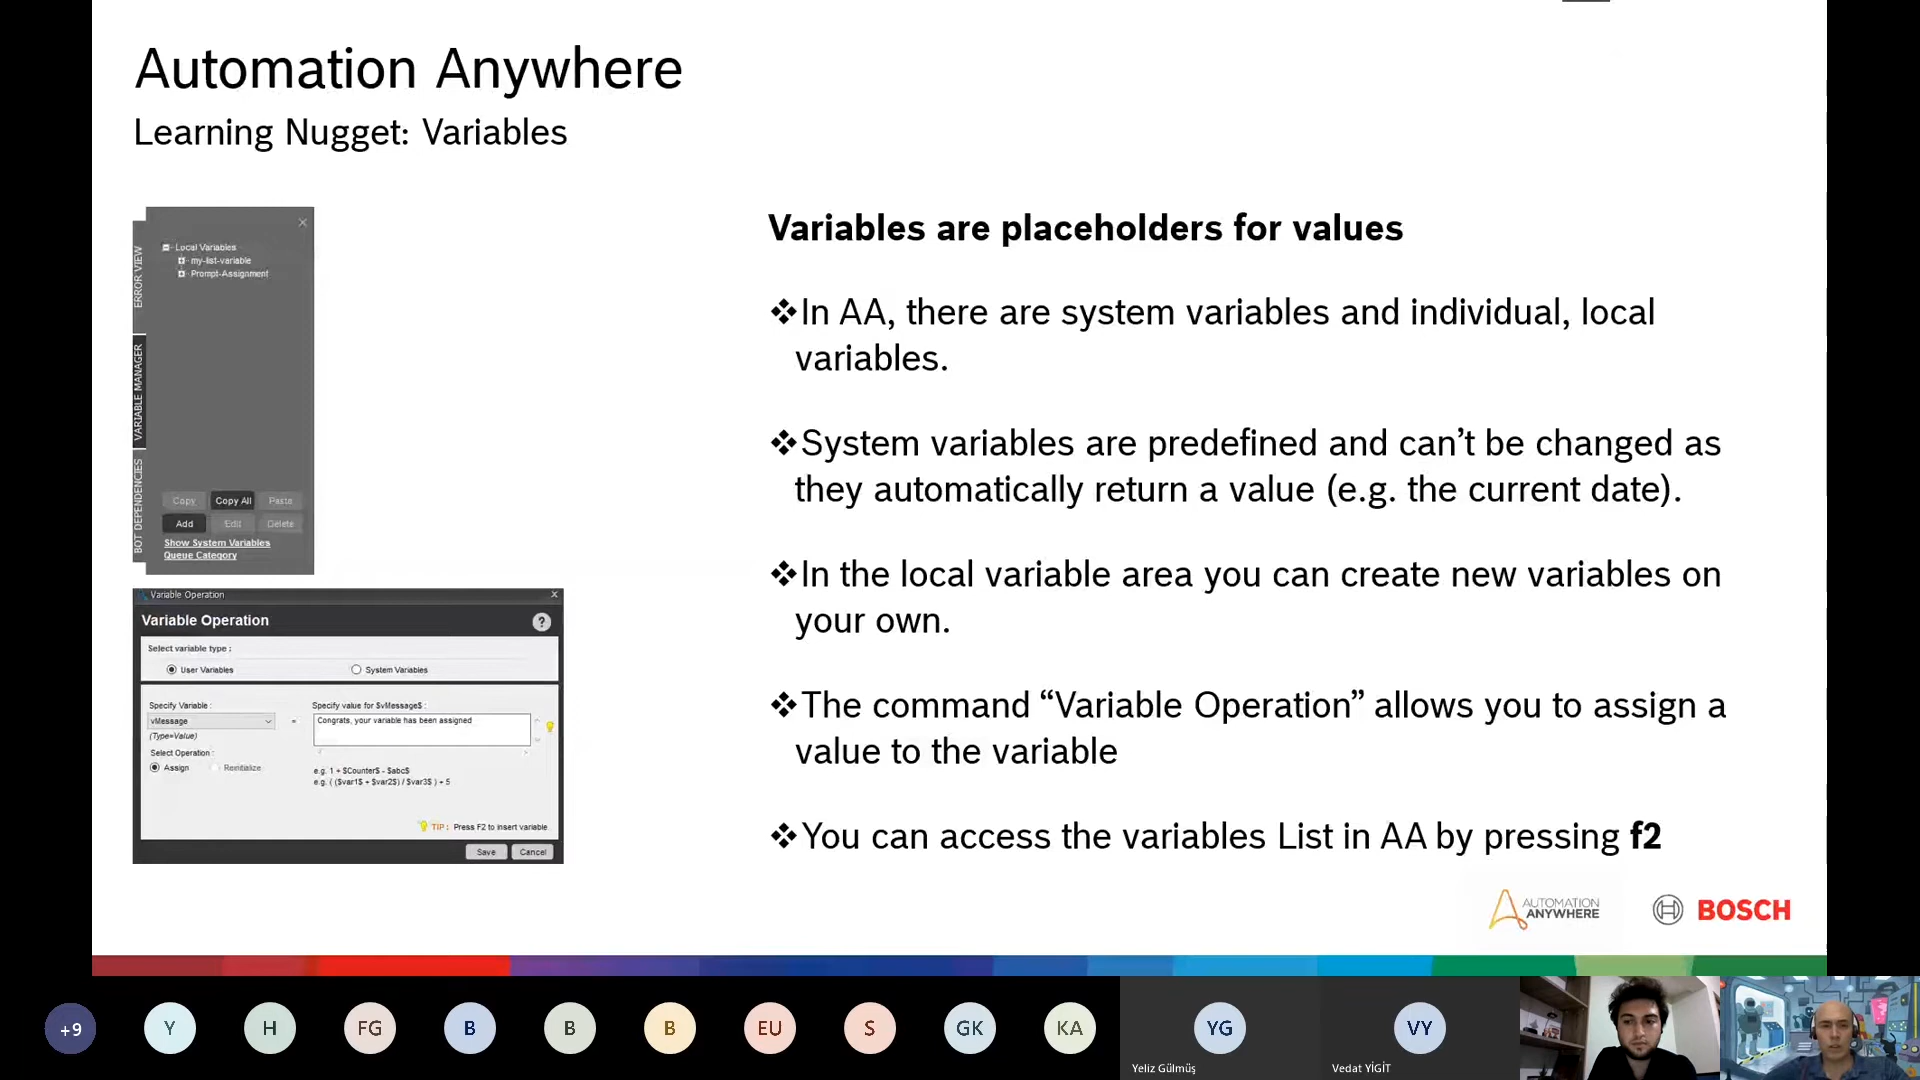 Automation Anywhere
Learning Nugget: Variables
ERROR VIEW
VARIABLE MANAGER
BOT DEPENDENCIES
Local Variables
my-list-variable
Prompt-Assignment
Copy Copy All Paste
Add Edit Delete
Show System Variables
Queue Category
Variable Operation
Variable Operation
?
Select variable type :
User Variables System Variables
Specify Variable :
vMessage
(Type=Value)
Select Operation :
Assign Reinitialize
=
Specify value for $vMessage$ :
Congrats, your variable has been assigned
e.g. 1 + $Counter$ - $abc$
e.g. ( ($var1$ + $var2$) / $var3$ ) + 5
TIP : Press F2 to insert variable
Save Cancel
Variables are placeholders for values
❖In AA, there are system variables and individual, local
variables.
❖System variables are predefined and can’t be changed as
they automatically return a value (e.g. the current date).
❖In the local variable area you can create new variables on
your own.
❖The command “Variable Operation” allows you to assign a
value to the variable
❖You can access the variables List in AA by pressing f2
AUTOMATION
ANYWHERE
BOSCH
+9 Y H FG B B B EU S GK KA YG VY
Yeliz Gülmüş
Vedat YİGİT